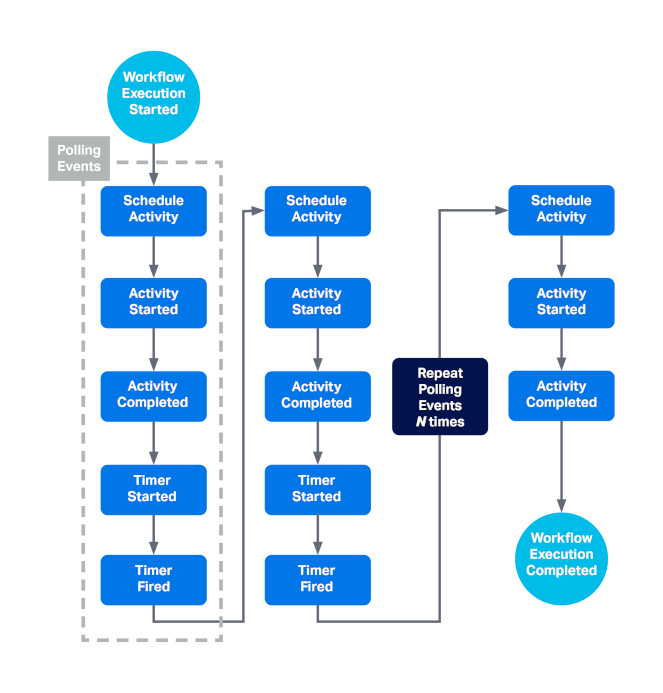 Workflow
Execution
Started
Polling
Events
Schedule
Activity
Activity
Started
Activity
Completed
Timer
Started
Timer
Fired
Schedule
Activity
Activity
Started
Activity
Completed
Timer
Started
Timer
Fired
Repeat
Polling
Events
N times
Schedule
Activity
Activity
Started
Activity
Completed
Workflow
Execution
Completed